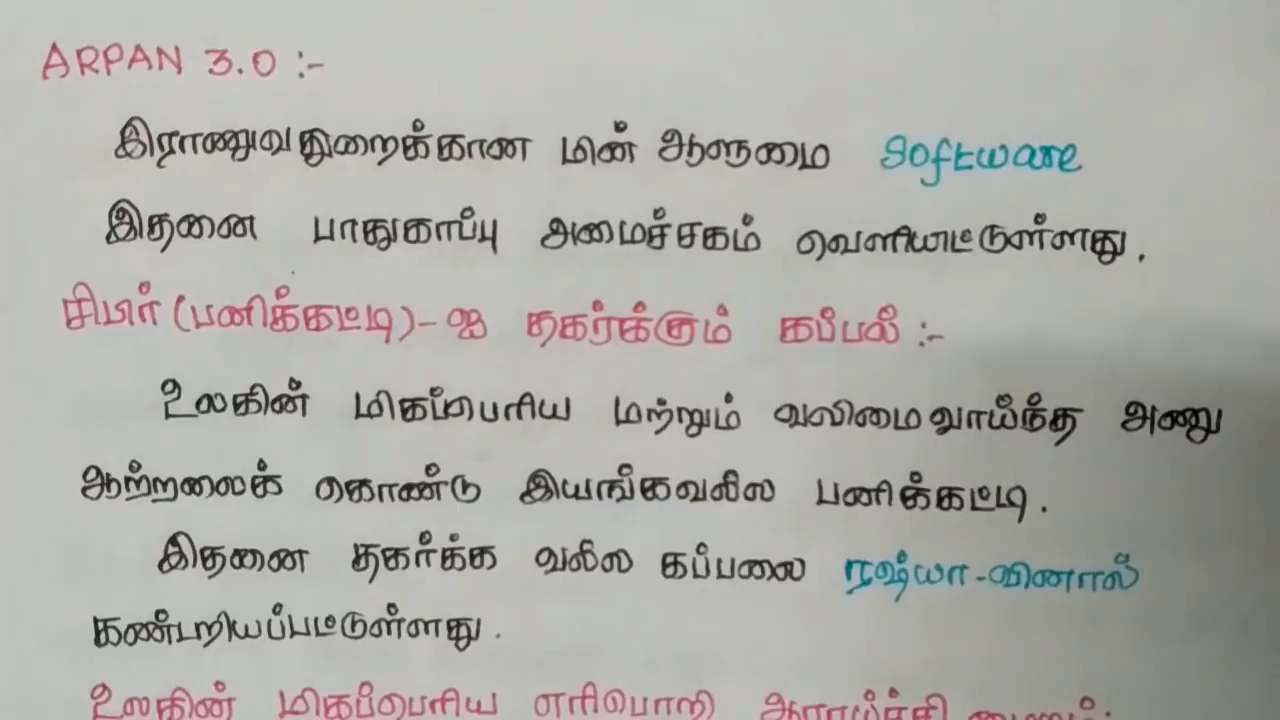 ARPAN 3.0 :-
இராணுவதுறைக்கான மின் ஆளுமை Software
இதனை பாதுகாப்பு அமைச்சகம் வெளியிட்டுள்ளது.
சிபிர் (பனிக்கட்டி)-ஐ தகர்க்கும் கப்பல் :-
உலகின் மிகப்பெரிய மற்றும் வலிமைவாய்ந்த அணு
ஆற்றலைக் கொண்டு இயங்கவல்ல பனிக்கட்டி.
இதனை தகர்க்க வல்ல கப்பலை ரஷ்யா-வினால்
கண்டறியப்பட்டுள்ளது.
உலகின் மிகப்பெரிய எரிபொறி ஆராய்ச்சி